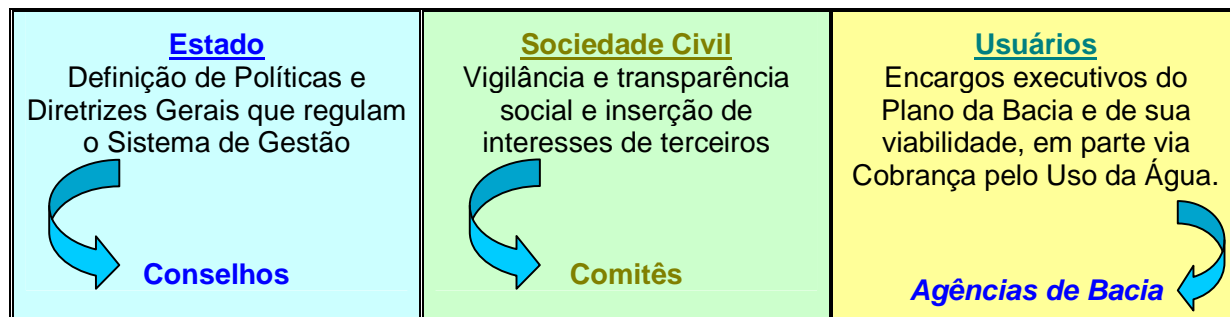 Estado
Definição de Políticas e
Diretrizes Gerais que regulam
o Sistema de Gestão
Conselhos
Sociedade Civil
Vigilância e transparência
social e inserção de
interesses de terceiros
Comitês
Usuários
Encargos executivos do
Plano da Bacia e de sua
viabilidade, em parte via
Cobrança pelo Uso da Água.
Agências de Bacia